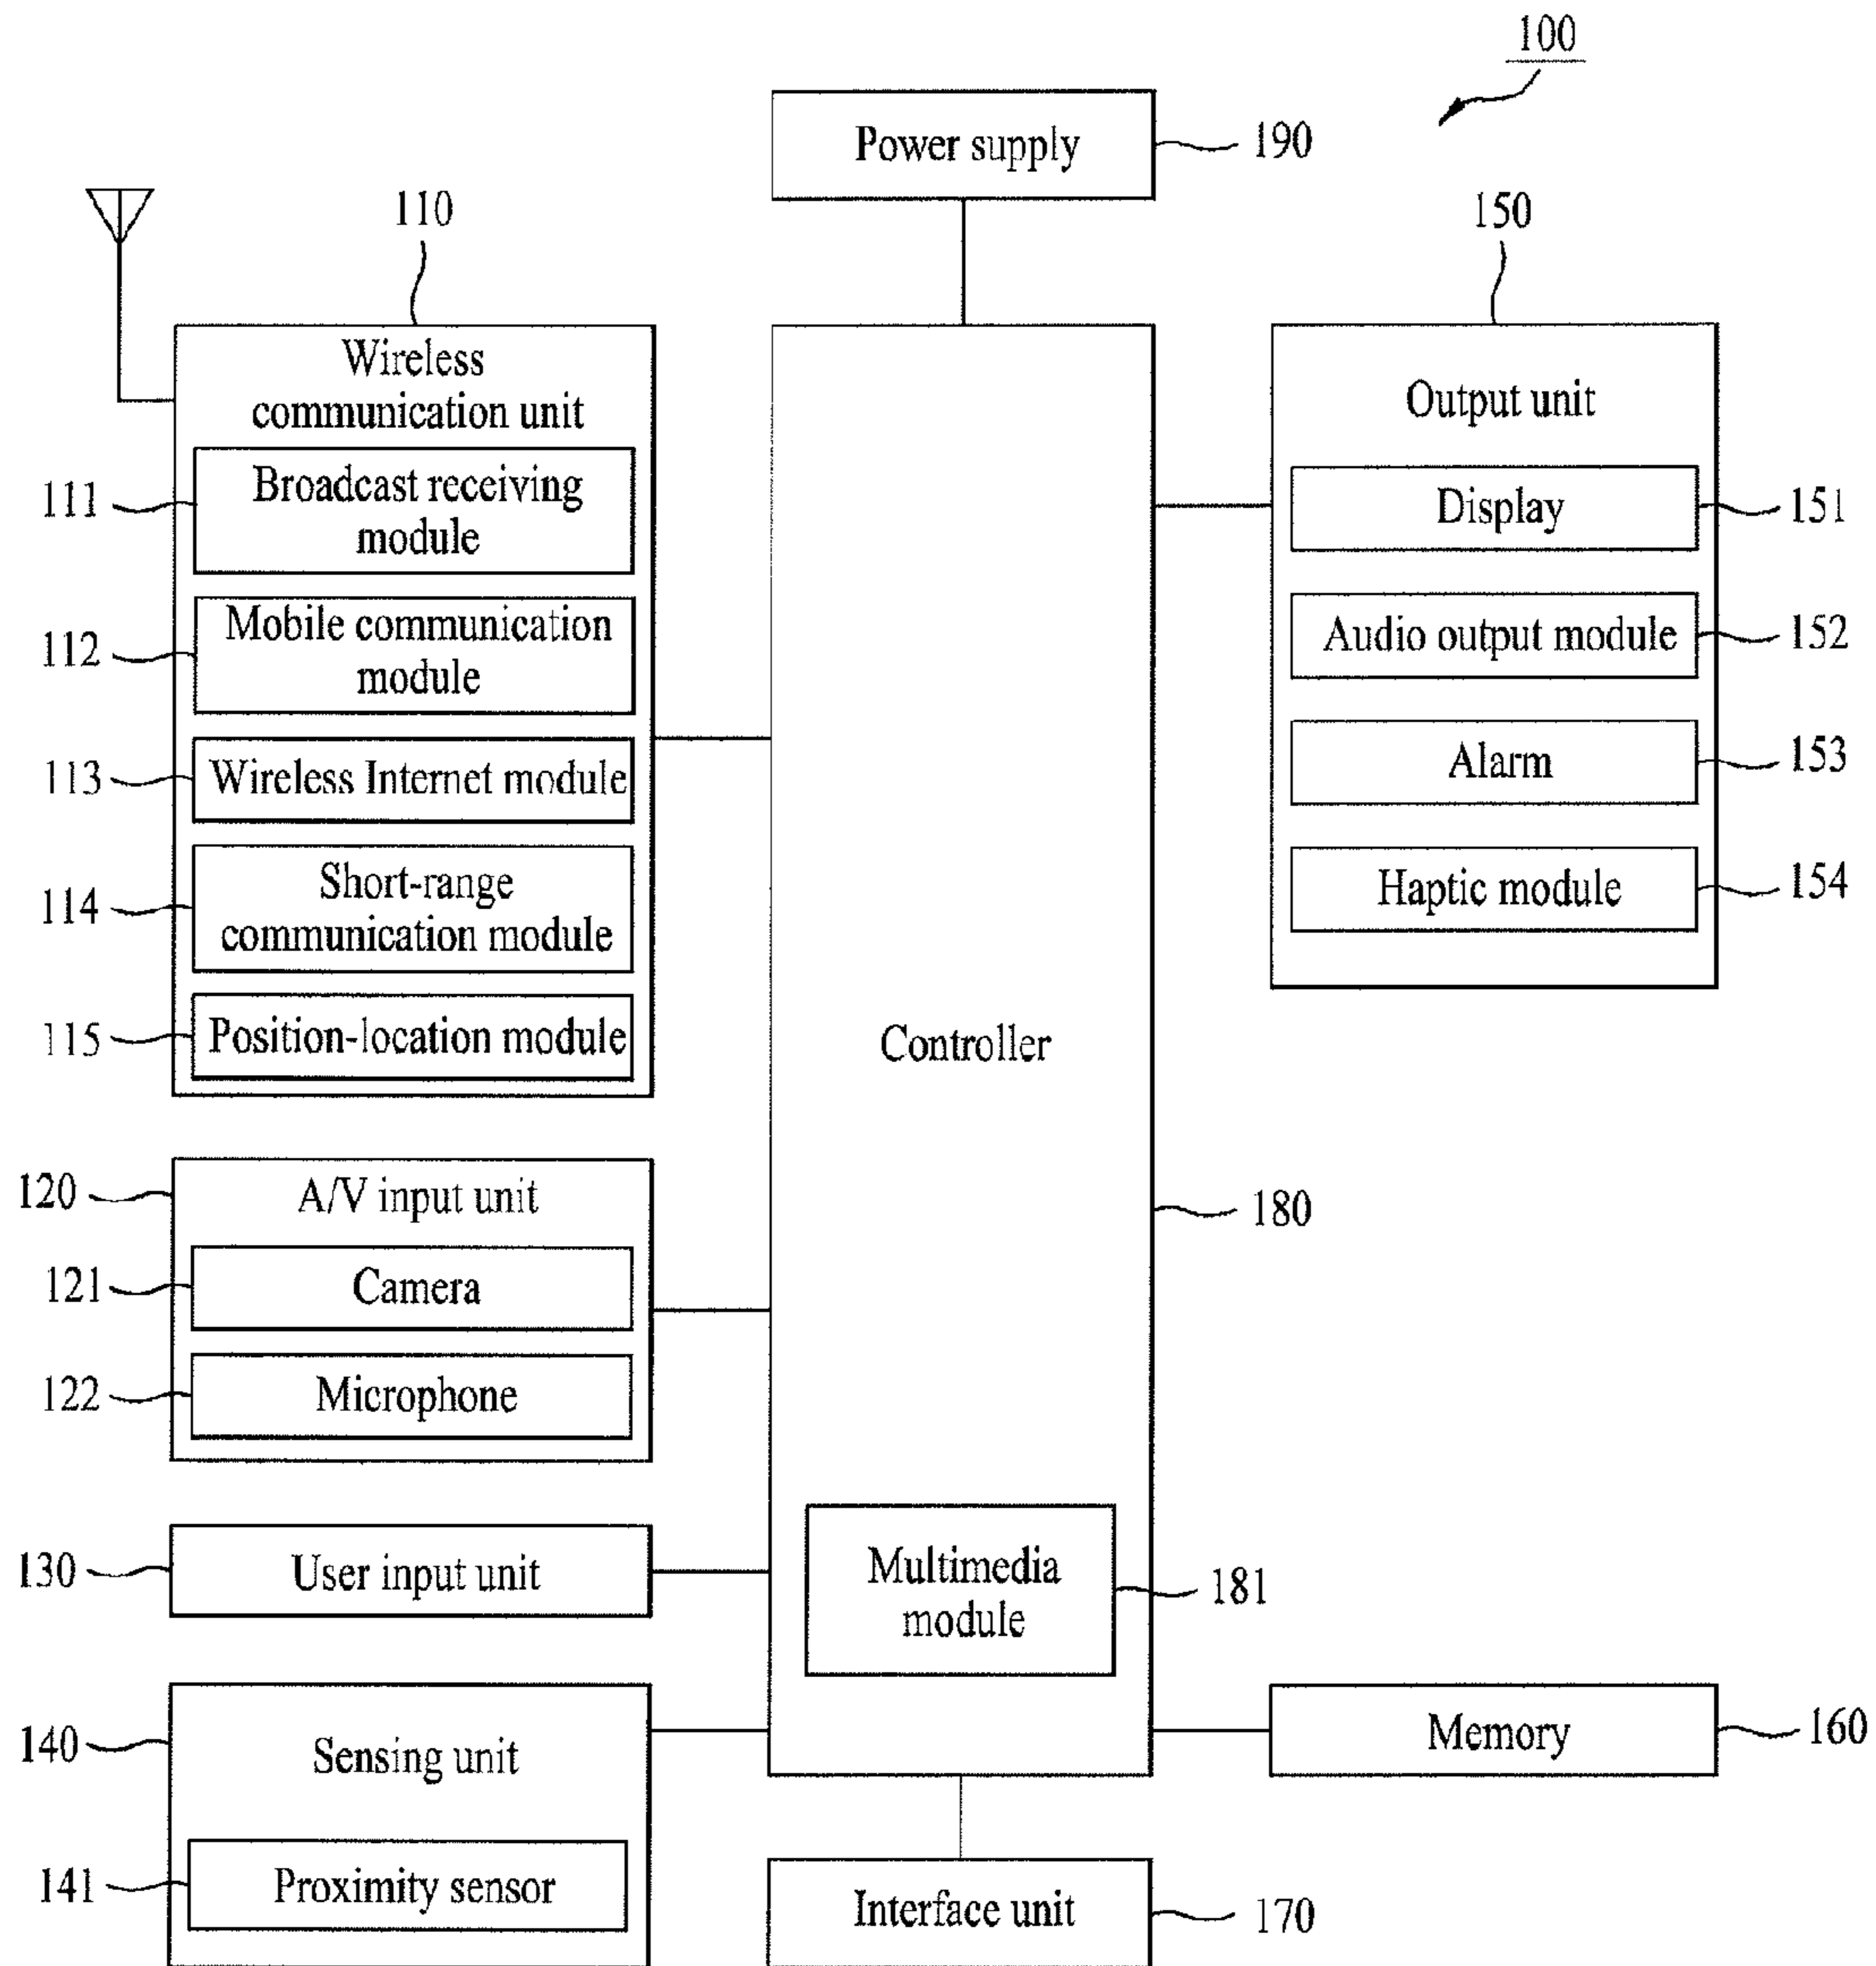 100
Power supply
190
110
150
Wireless
communication unit
Output unit
111
Broadcast receiving
module
Display
151
112
Mobile communication
module
Audio output module
152
113
Wireless Internet module
Alarm
153
114
Short-range
communication module
Haptic module
154
115
Position-location module
Controller
120
A/V input unit
180
121
Camera
122
Microphone
130
User input unit
Multimedia
module
181
140
Sensing unit
Memory
160
141
Proximity sensor
Interface unit
170